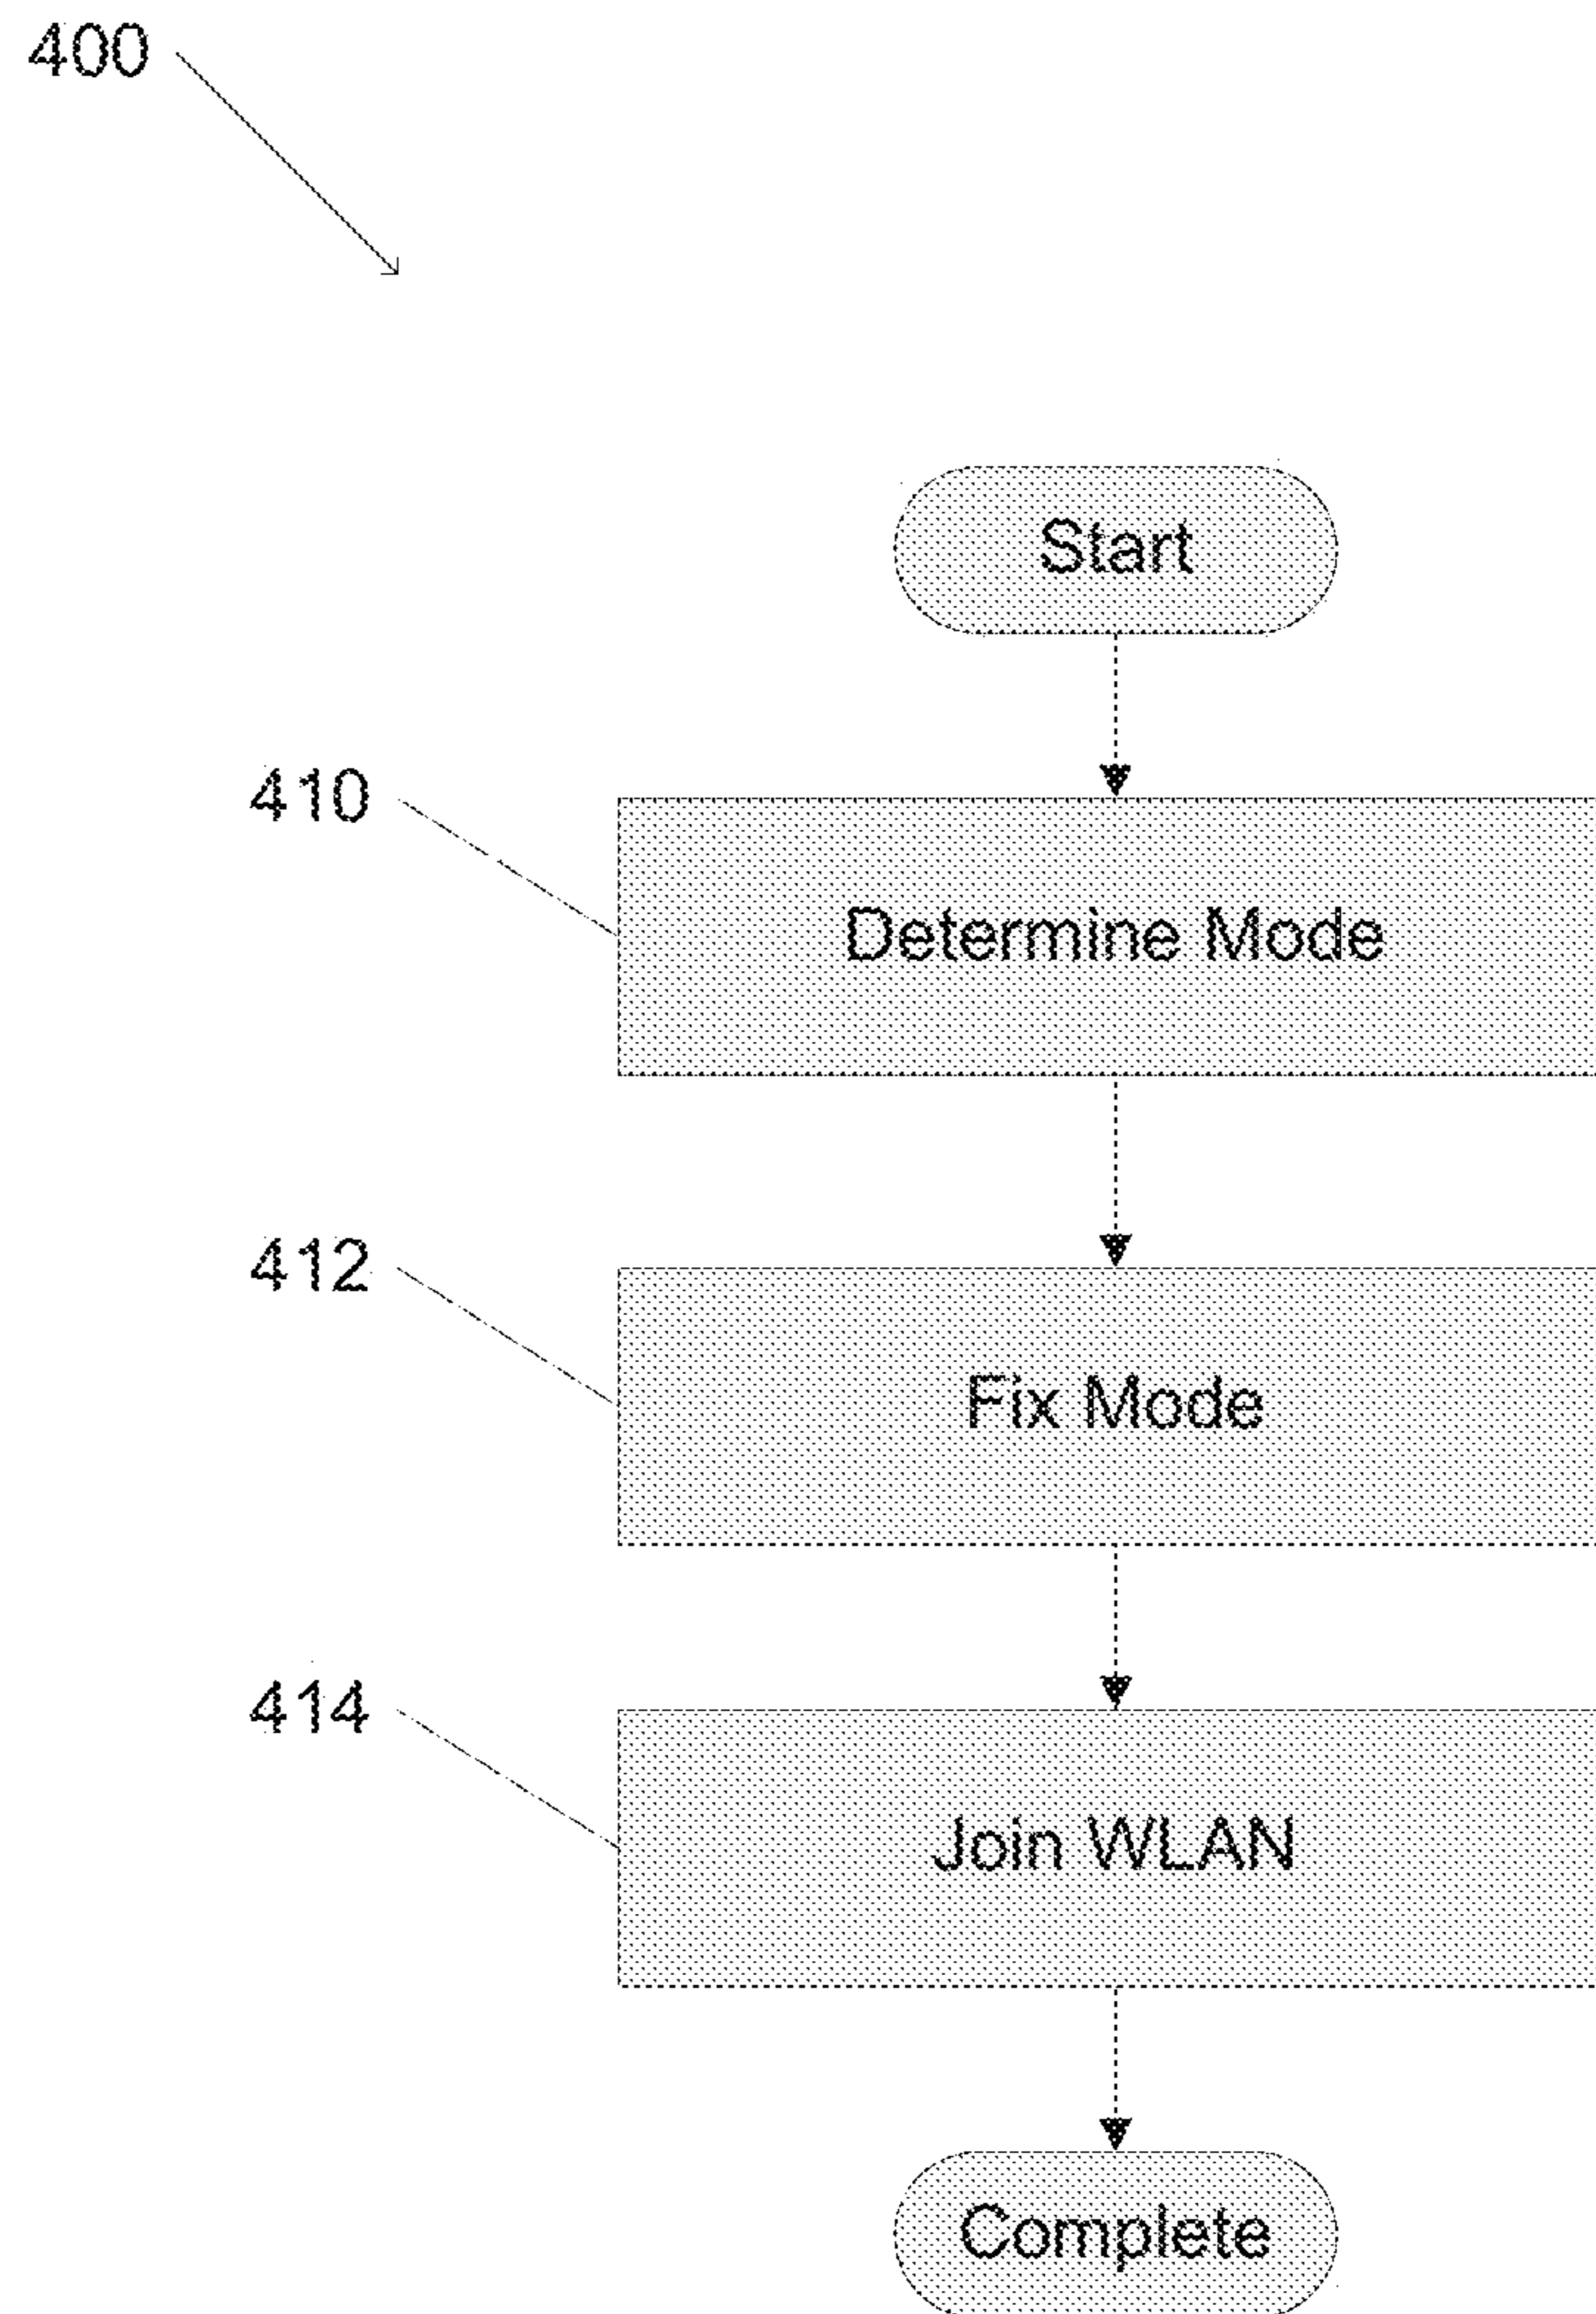 400
Start
410
Determine Mode
412
Fix Mode
414
Join WLAN
Complete